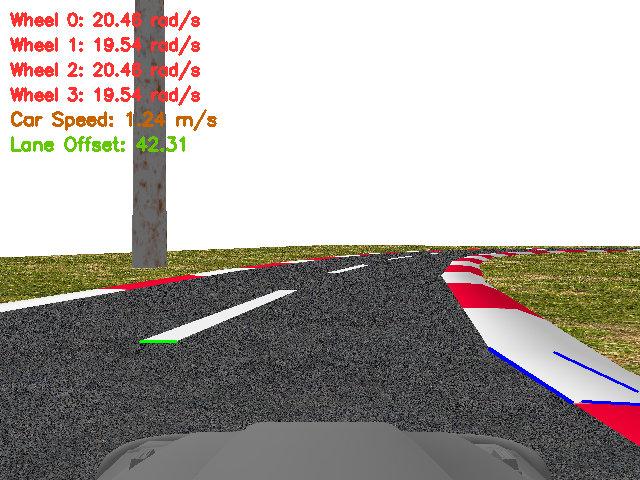 Wheel 0: 20.46 rad/s
Wheel 1: 19.54 rad/s
Wheel 2: 20.46 rad/s
Wheel 3: 19.54 rad/s
Car Speed: 1.24 m/s
Lane Offset: 42.31